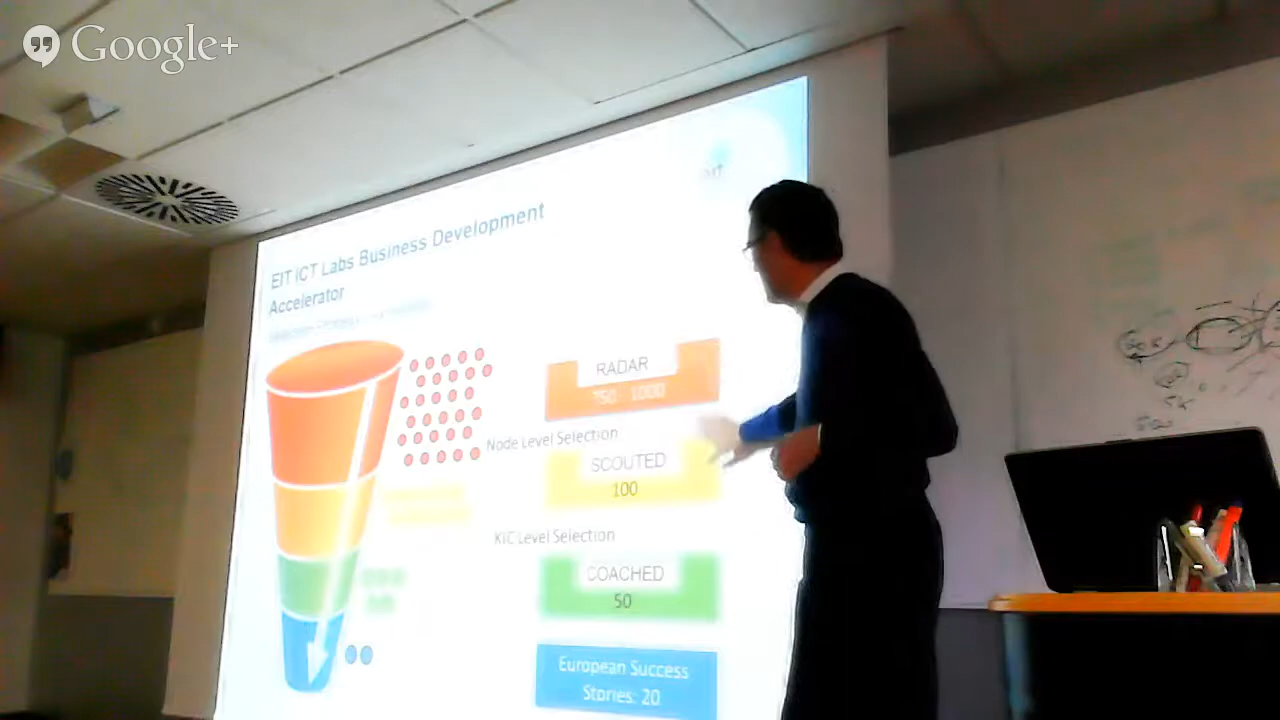 Google+
EIT ICT Labs Business Development
Accelerator
RADAR
750 1000
Node Level Selection
SCOUTED
100
KIC Level Selection
COACHED
50
European Success
Stories: 20